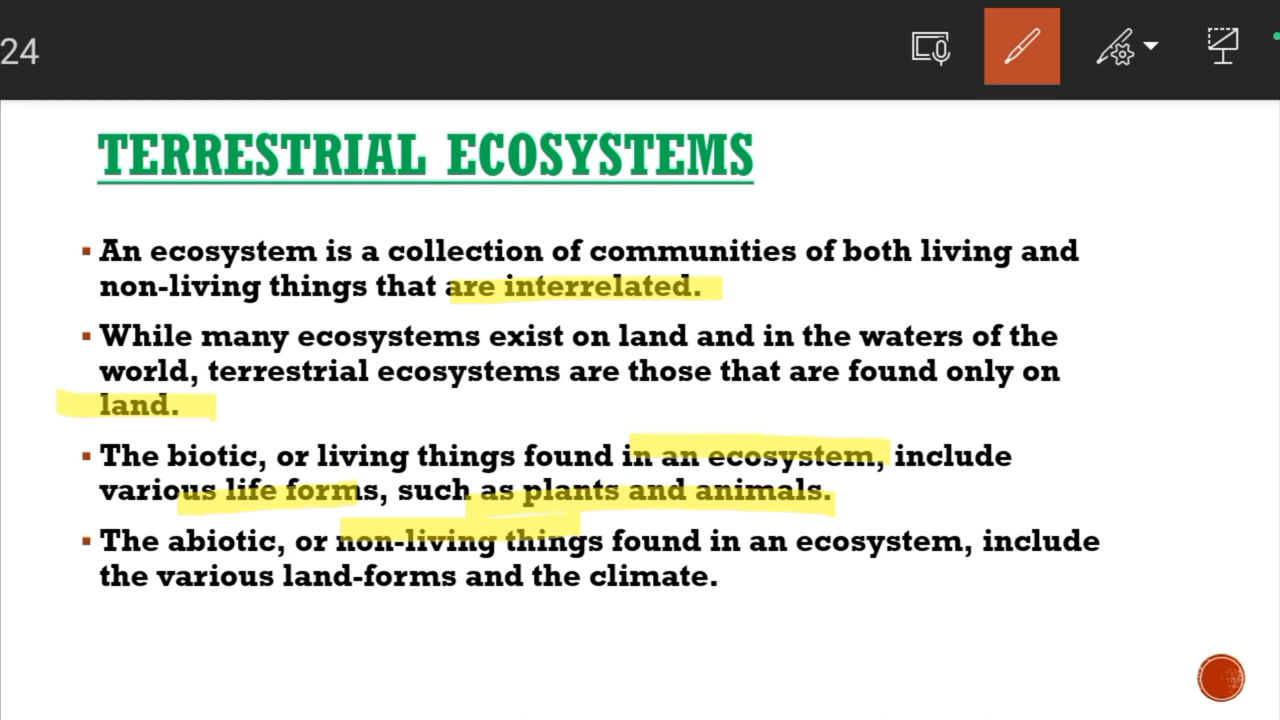 24
TERRESTRIAL ECOSYSTEMS
▪ An ecosystem is a collection of communities of both living and
non-living things that are interrelated.
▪ While many ecosystems exist on land and in the waters of the
world, terrestrial ecosystems are those that are found only on
land.
▪ The biotic, or living things found in an ecosystem, include
various life forms, such as plants and animals.
▪ The abiotic, or non-living things found in an ecosystem, include
the various land-forms and the climate.